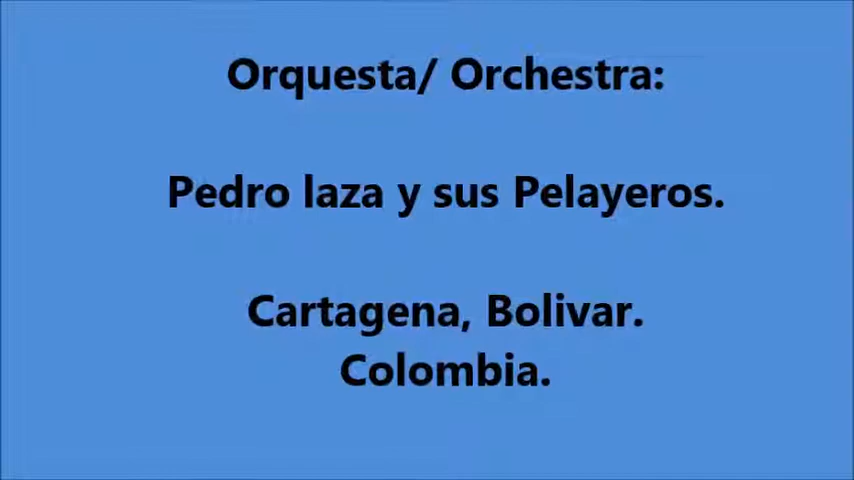 Orquesta/ Orchestra:
Pedro laza y sus Pelayeros.
Cartagena, Bolivar.
Colombia.